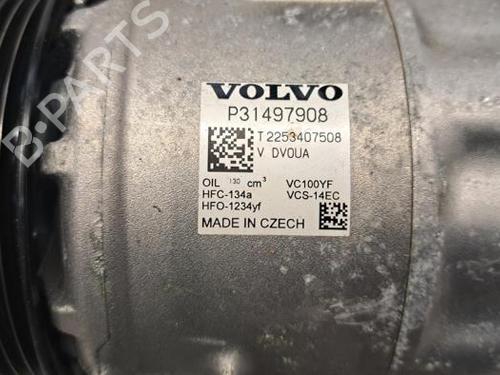 B-PARTS
VOLVO
P31497908
T 2253407508
V DV0UA
OIL 130 cm³ VC100YF
HFC-134a VCS-14EC
HFO-1234yf
MADE IN CZECH